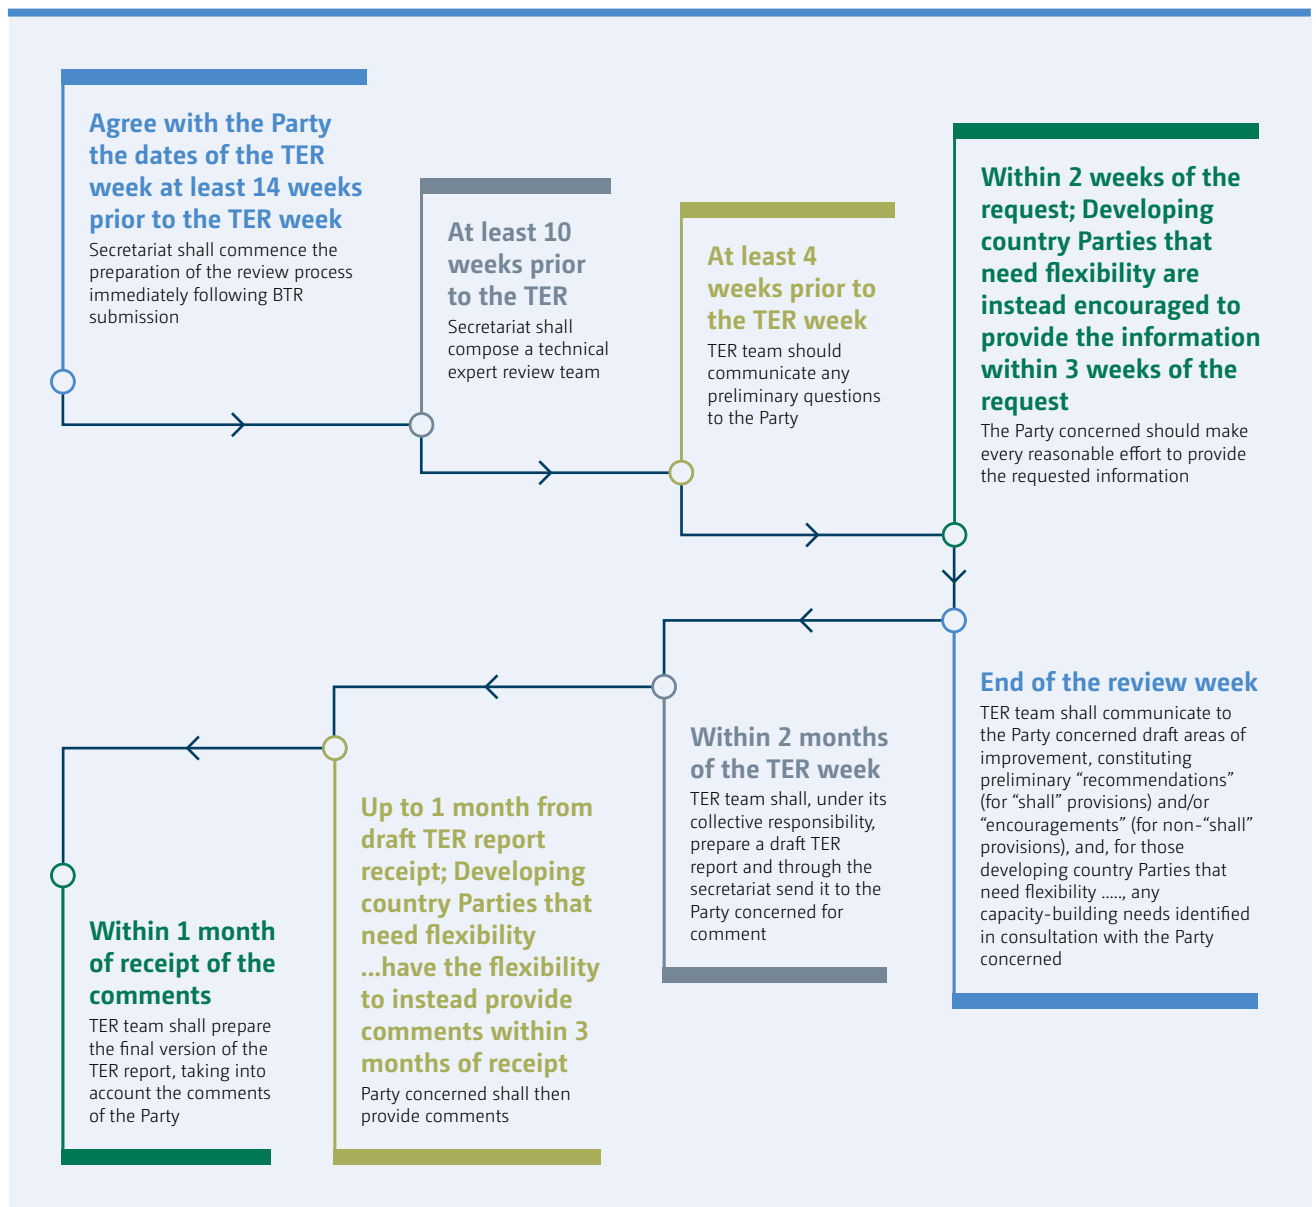 Agree with the Party
the dates of the TER
week at least 14 weeks
prior to the TER week
Secretariat shall commence the
preparation of the review process
immediately following BTR
submission
At least 10
weeks prior
to the TER
Secretariat shall
compose a technical
expert review team
At least 4
weeks prior to
the TER week
TER team should
communicate any
preliminary questions
to the Party
Within 2 weeks of the
request; Developing
country Parties that
need flexibility are
instead encouraged to
provide the information
within 3 weeks of the
request
The Party concerned should make
every reasonable effort to provide
the requested information
End of the review week
TER team shall communicate to
the Party concerned draft areas of
improvement, constituting
preliminary “recommendations”
(for “shall” provisions) and/or
“encouragements” (for non-“shall”
provisions), and, for those
developing country Parties that
need flexibility ....., any
capacity-building needs identified
in consultation with the Party
concerned
Within 2 months
of the TER week
TER team shall, under its
collective responsibility,
prepare a draft TER
report and through the
secretariat send it to the
Party concerned for
comment
Up to 1 month from
draft TER report
receipt; Developing
country Parties that
need flexibility
...have the flexibility
to instead provide
comments within 3
months of receipt
Party concerned shall then
provide comments
Within 1 month
of receipt of the
comments
TER team shall prepare
the final version of the
TER report, taking into
account the comments
of the Party